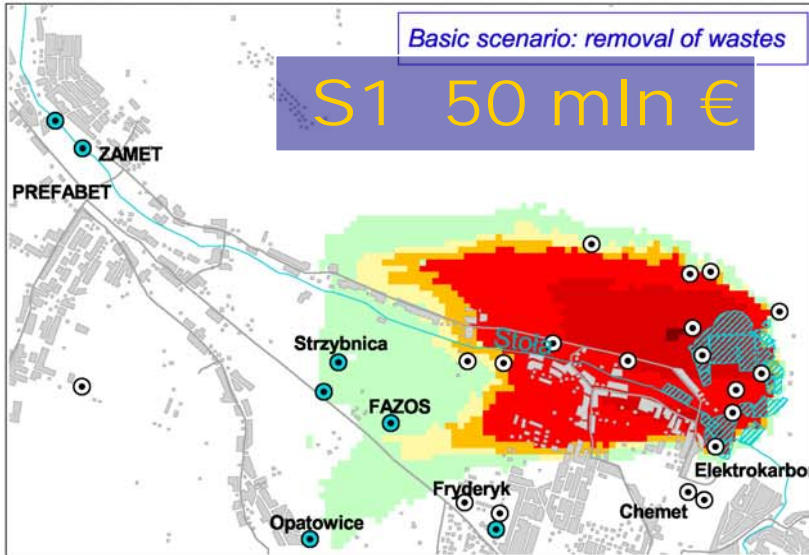 Basic scenario: removal of wastes
S1 50 mln €
ZAMET
PREFABET
Stoła
Strzybnica
FAZOS
Elektrokarbon
Fryderyk
Chemet
Opatowice